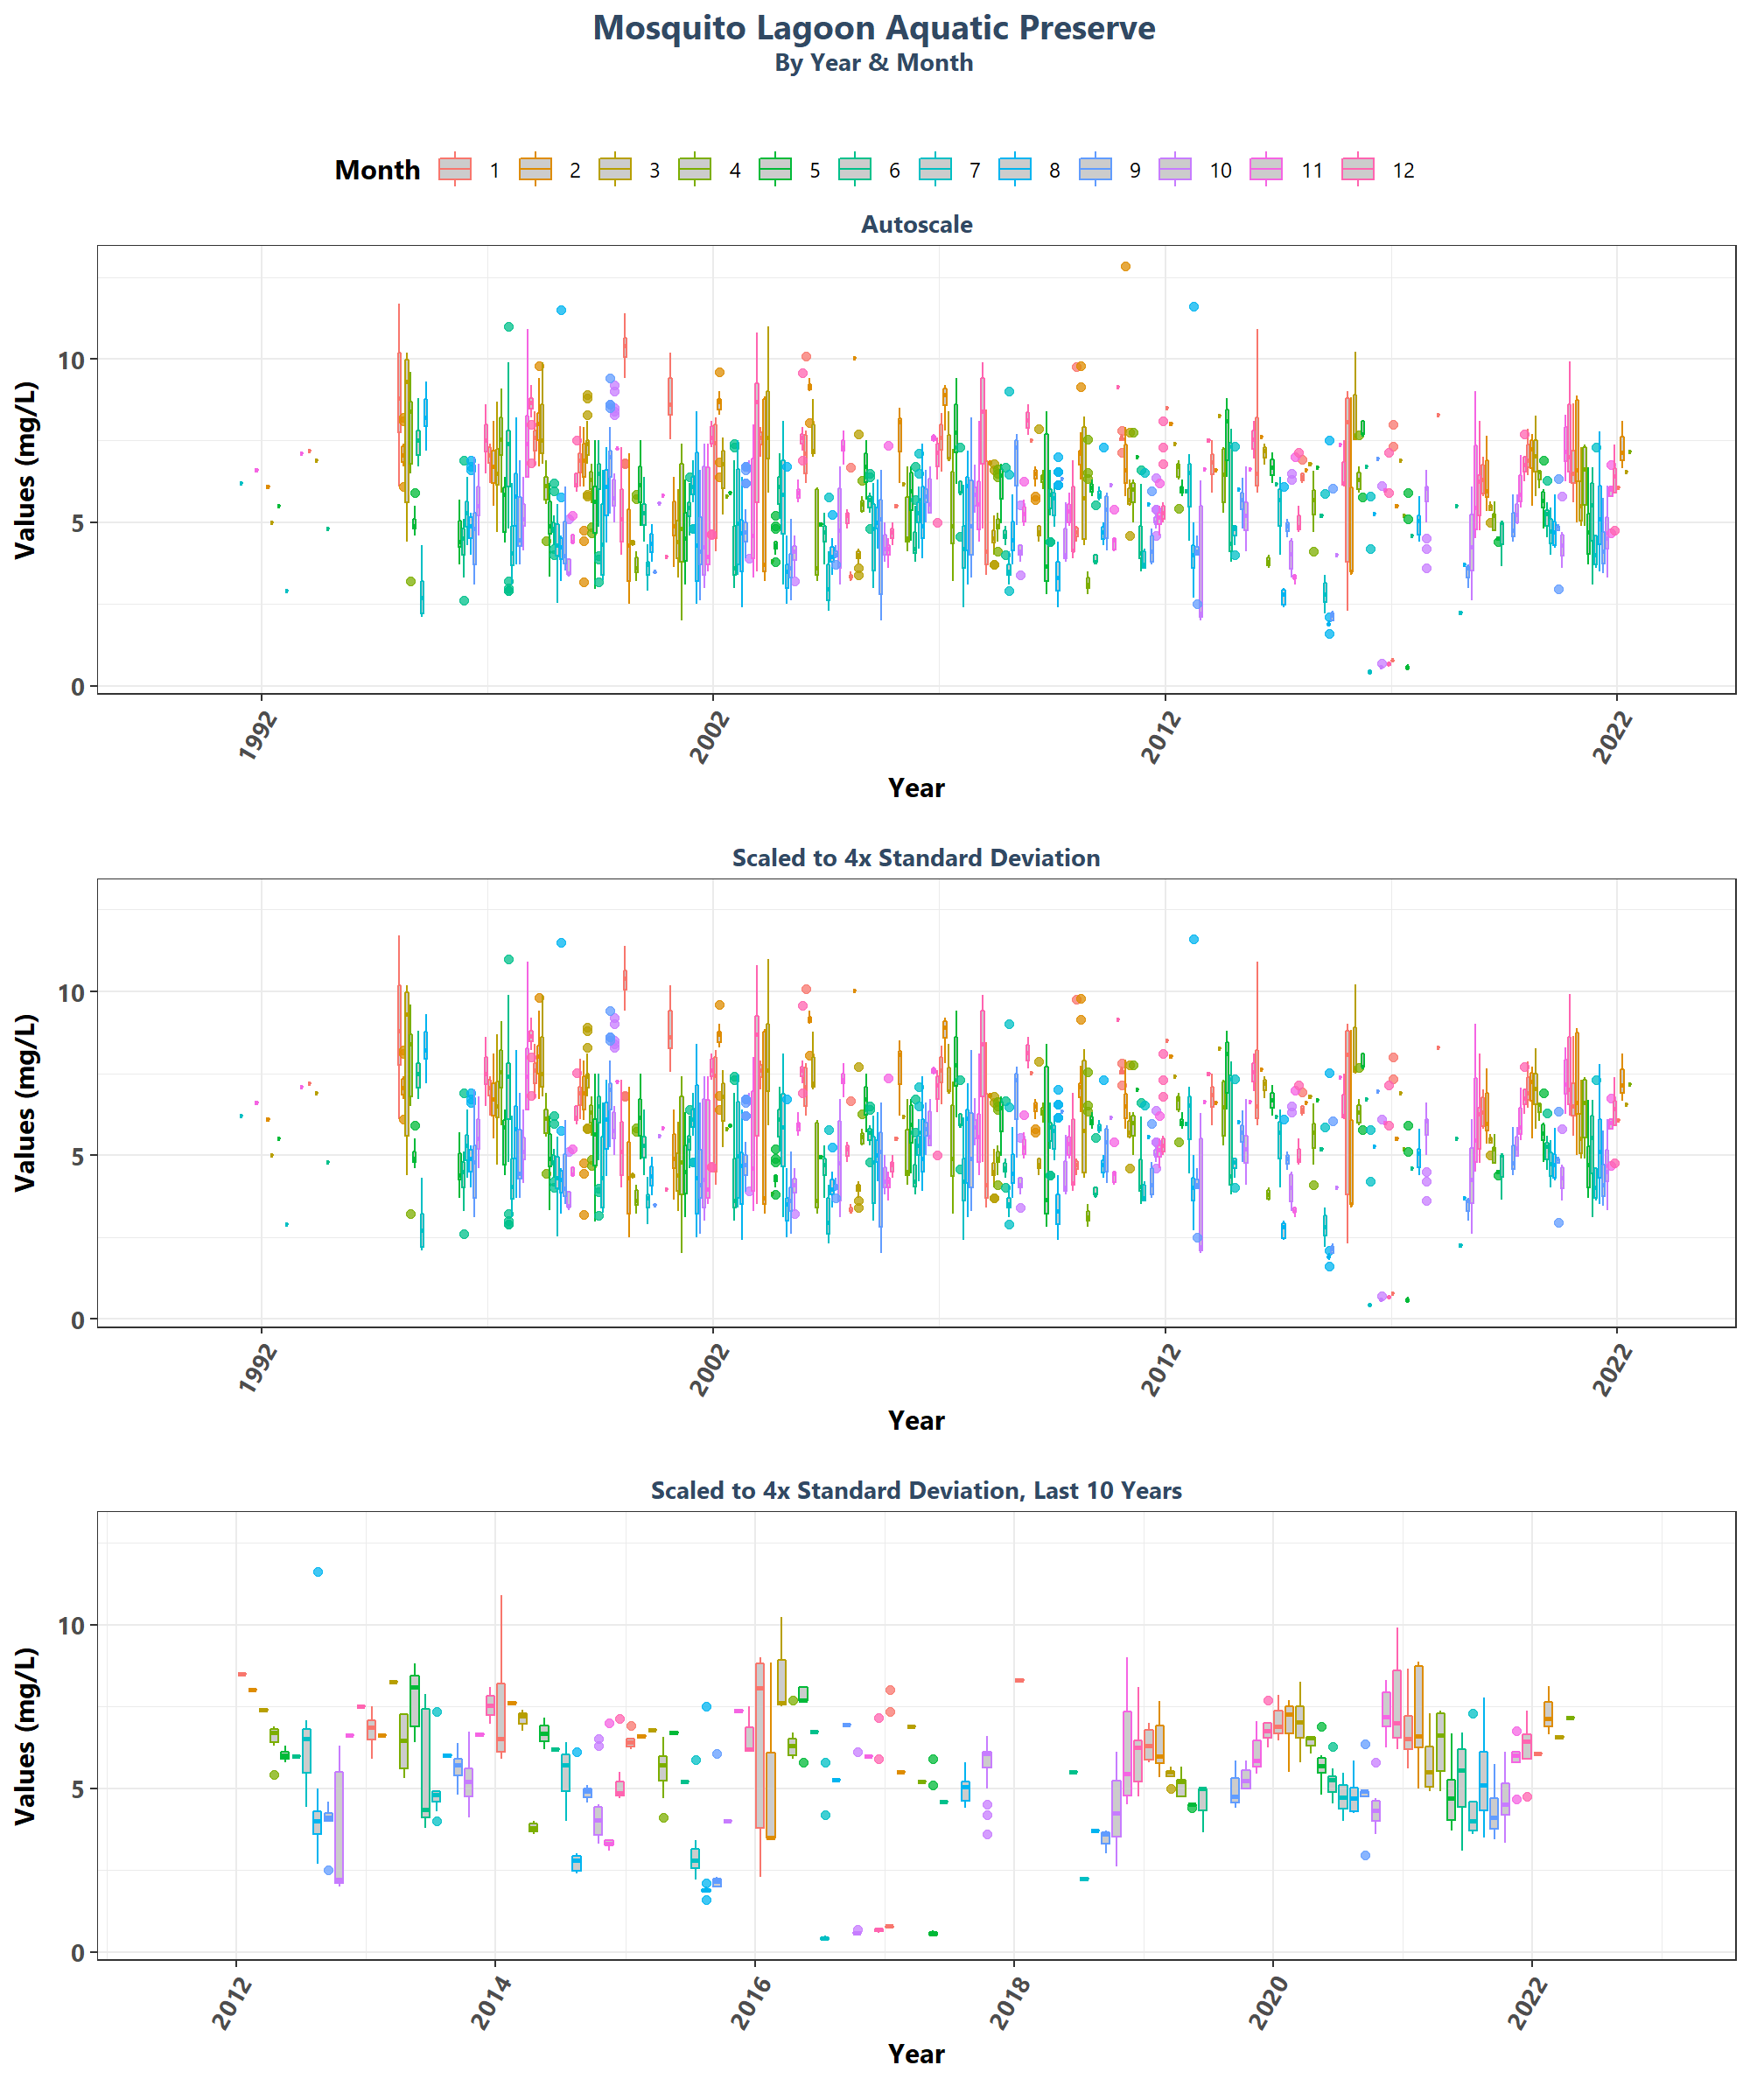 Mosquito Lagoon Aquatic Preserve
By Year & Month
Month 1 2 3 4 5 6 7 8 9 10 11 12
Autoscale
Values (mg/L)
10
5
0
1992 2002 2012 2022
Year
Scaled to 4x Standard Deviation
Values (mg/L)
10
5
0
1992 2002 2012 2022
Year
Scaled to 4x Standard Deviation, Last 10 Years
Values (mg/L)
10
5
0
2012 2014 2016 2018 2020 2022
Year